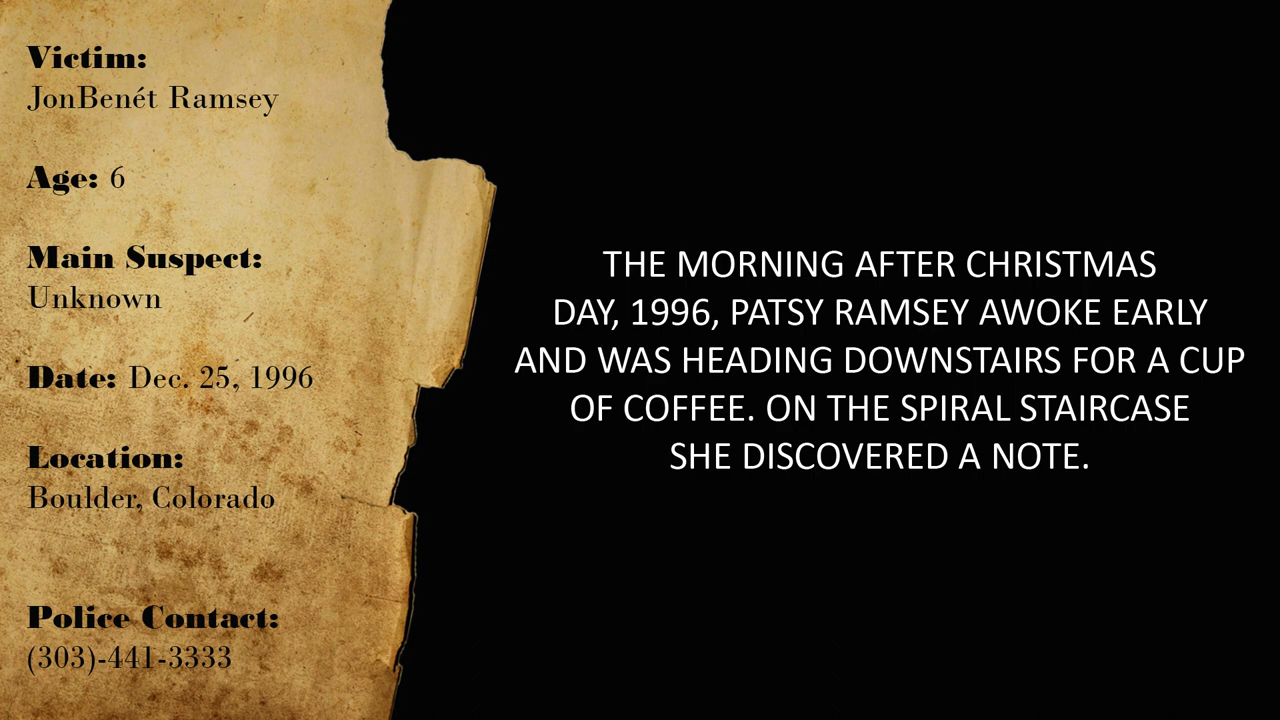 Victim:
JonBenét Ramsey
Age: 6
Main Suspect:
Unknown
Date: Dec. 25, 1996
Location:
Boulder, Colorado
Police Contact:
(303)-441-3333
THE MORNING AFTER CHRISTMAS
DAY, 1996, PATSY RAMSEY AWOKE EARLY
AND WAS HEADING DOWNSTAIRS FOR A CUP
OF COFFEE. ON THE SPIRAL STAIRCASE
SHE DISCOVERED A NOTE.